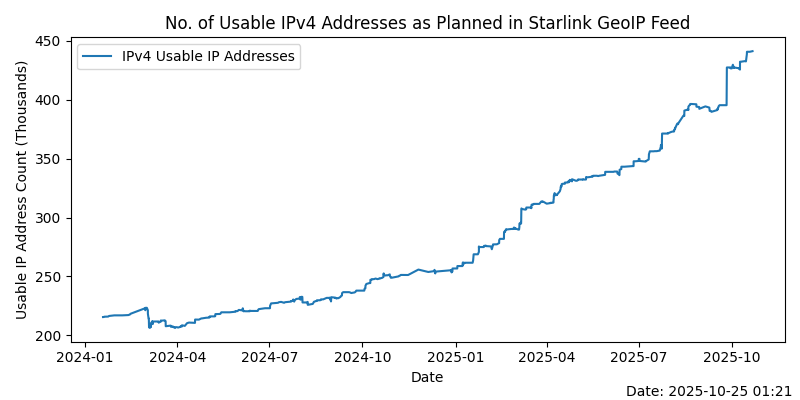 No. of Usable IPv4 Addresses as Planned in Starlink GeoIP Feed
IPv4 Usable IP Addresses
Usable IP Address Count (Thousands)
450
400
350
300
250
200
2024-01 2024-04 2024-07 2024-10 2025-01 2025-04 2025-07 2025-10
Date
Date: 2025-10-25 01:21